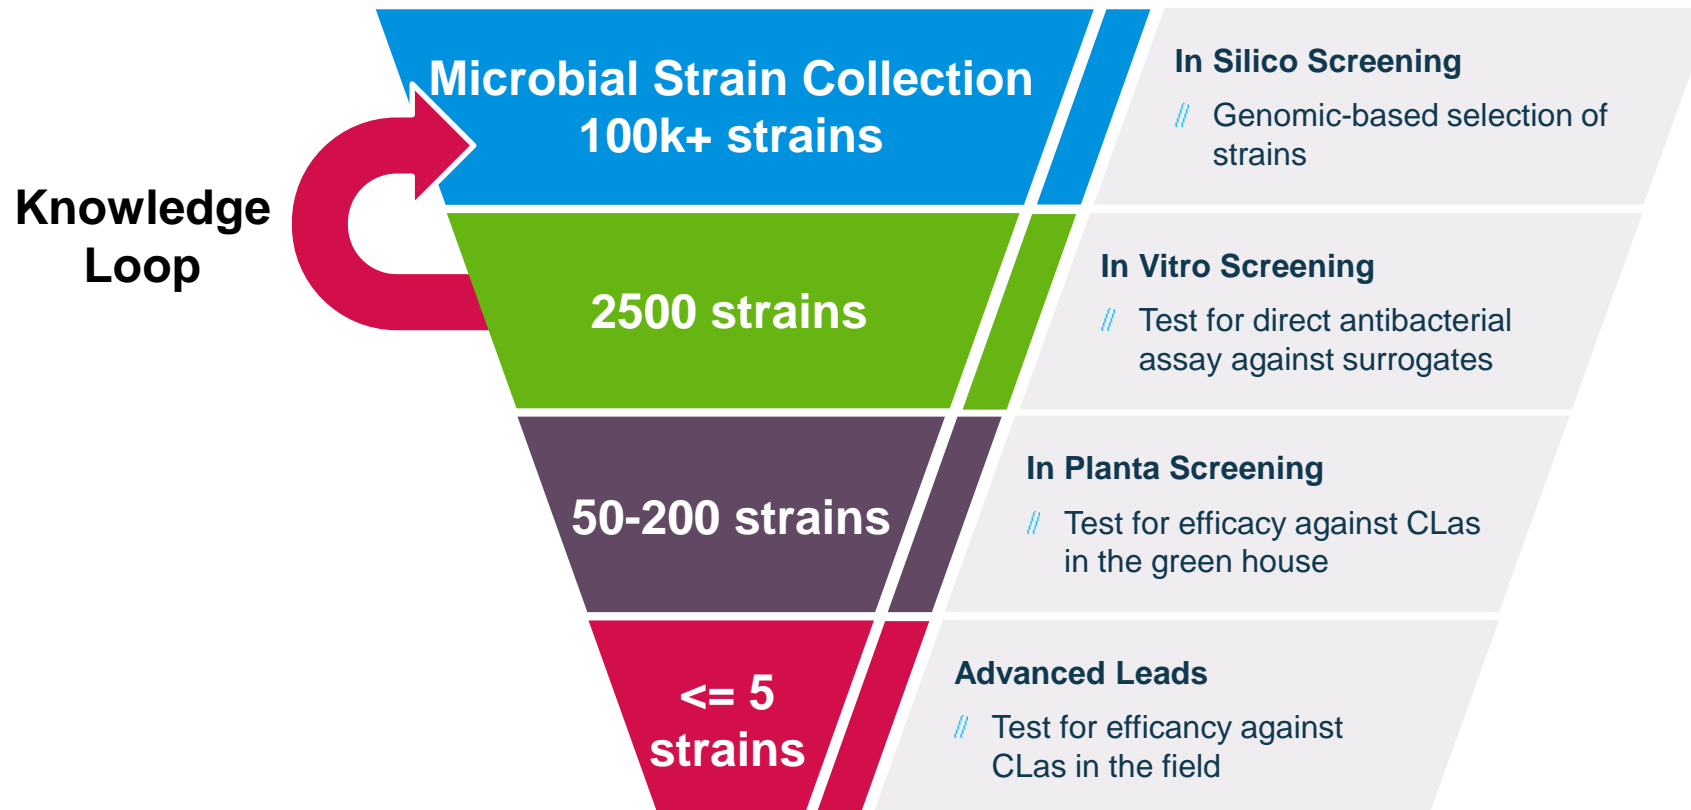 Knowledge
Loop
Microbial Strain Collection
100k+ strains
In Silico Screening
// Genomic-based selection of
strains
2500 strains
In Vitro Screening
// Test for direct antibacterial
assay against surrogates
50-200 strains
In Planta Screening
// Test for efficacy against CLas
in the green house
<= 5
strains
Advanced Leads
// Test for efficancy against
CLas in the field